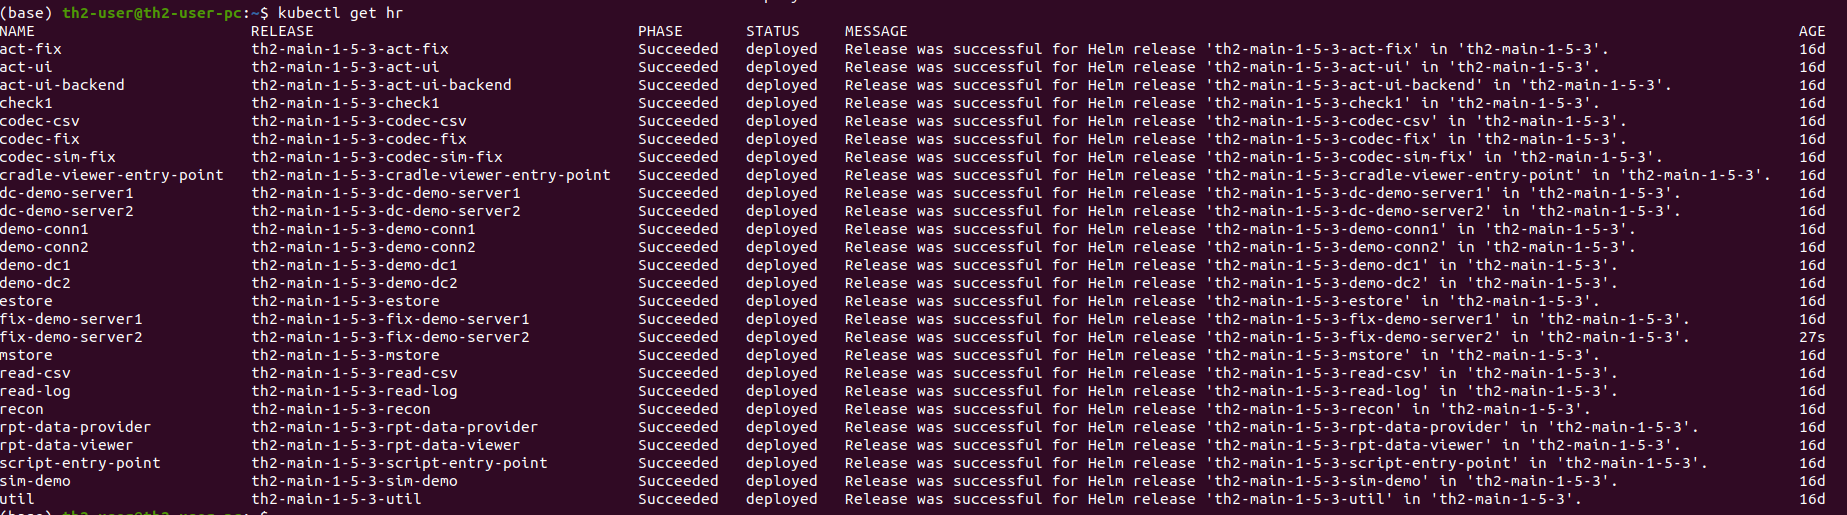 (base) th2-user@th2-user-pc:~$ kubectl get hr
NAME RELEASE PHASE STATUS MESSAGE AGE
act-fix th2-main-1-5-3-act-fix Succeeded deployed Release was successful for Helm release 'th2-main-1-5-3-act-fix' in 'th2-main-1-5-3'. 16d
act-ui th2-main-1-5-3-act-ui Succeeded deployed Release was successful for Helm release 'th2-main-1-5-3-act-ui' in 'th2-main-1-5-3'. 16d
act-ui-backend th2-main-1-5-3-act-ui-backend Succeeded deployed Release was successful for Helm release 'th2-main-1-5-3-act-ui-backend' in 'th2-main-1-5-3'. 16d
check1 th2-main-1-5-3-check1 Succeeded deployed Release was successful for Helm release 'th2-main-1-5-3-check1' in 'th2-main-1-5-3'. 16d
codec-csv th2-main-1-5-3-codec-csv Succeeded deployed Release was successful for Helm release 'th2-main-1-5-3-codec-csv' in 'th2-main-1-5-3'. 16d
codec-fix th2-main-1-5-3-codec-fix Succeeded deployed Release was successful for Helm release 'th2-main-1-5-3-codec-fix' in 'th2-main-1-5-3'. 16d
codec-sim-fix th2-main-1-5-3-codec-sim-fix Succeeded deployed Release was successful for Helm release 'th2-main-1-5-3-codec-sim-fix' in 'th2-main-1-5-3'. 16d
cradle-viewer-entry-point th2-main-1-5-3-cradle-viewer-entry-point Succeeded deployed Release was successful for Helm release 'th2-main-1-5-3-cradle-viewer-entry-point' in 'th2-main-1-5-3'. 16d
dc-demo-server1 th2-main-1-5-3-dc-demo-server1 Succeeded deployed Release was successful for Helm release 'th2-main-1-5-3-dc-demo-server1' in 'th2-main-1-5-3'. 16d
dc-demo-server2 th2-main-1-5-3-dc-demo-server2 Succeeded deployed Release was successful for Helm release 'th2-main-1-5-3-dc-demo-server2' in 'th2-main-1-5-3'. 16d
demo-conn1 th2-main-1-5-3-demo-conn1 Succeeded deployed Release was successful for Helm release 'th2-main-1-5-3-demo-conn1' in 'th2-main-1-5-3'. 16d
demo-conn2 th2-main-1-5-3-demo-conn2 Succeeded deployed Release was successful for Helm release 'th2-main-1-5-3-demo-conn2' in 'th2-main-1-5-3'. 16d
demo-dc1 th2-main-1-5-3-demo-dc1 Succeeded deployed Release was successful for Helm release 'th2-main-1-5-3-demo-dc1' in 'th2-main-1-5-3'. 16d
demo-dc2 th2-main-1-5-3-demo-dc2 Succeeded deployed Release was successful for Helm release 'th2-main-1-5-3-demo-dc2' in 'th2-main-1-5-3'. 16d
estore th2-main-1-5-3-estore Succeeded deployed Release was successful for Helm release 'th2-main-1-5-3-estore' in 'th2-main-1-5-3'. 16d
fix-demo-server1 th2-main-1-5-3-fix-demo-server1 Succeeded deployed Release was successful for Helm release 'th2-main-1-5-3-fix-demo-server1' in 'th2-main-1-5-3'. 16d
fix-demo-server2 th2-main-1-5-3-fix-demo-server2 Succeeded deployed Release was successful for Helm release 'th2-main-1-5-3-fix-demo-server2' in 'th2-main-1-5-3'. 27s
mstore th2-main-1-5-3-mstore Succeeded deployed Release was successful for Helm release 'th2-main-1-5-3-mstore' in 'th2-main-1-5-3'. 16d
read-csv th2-main-1-5-3-read-csv Succeeded deployed Release was successful for Helm release 'th2-main-1-5-3-read-csv' in 'th2-main-1-5-3'. 16d
read-log th2-main-1-5-3-read-log Succeeded deployed Release was successful for Helm release 'th2-main-1-5-3-read-log' in 'th2-main-1-5-3'. 16d
recon th2-main-1-5-3-recon Succeeded deployed Release was successful for Helm release 'th2-main-1-5-3-recon' in 'th2-main-1-5-3'. 16d
rpt-data-provider th2-main-1-5-3-rpt-data-provider Succeeded deployed Release was successful for Helm release 'th2-main-1-5-3-rpt-data-provider' in 'th2-main-1-5-3'. 16d
rpt-data-viewer th2-main-1-5-3-rpt-data-viewer Succeeded deployed Release was successful for Helm release 'th2-main-1-5-3-rpt-data-viewer' in 'th2-main-1-5-3'. 16d
script-entry-point th2-main-1-5-3-script-entry-point Succeeded deployed Release was successful for Helm release 'th2-main-1-5-3-script-entry-point' in 'th2-main-1-5-3'. 16d
sim-demo th2-main-1-5-3-sim-demo Succeeded deployed Release was successful for Helm release 'th2-main-1-5-3-sim-demo' in 'th2-main-1-5-3'. 16d
util th2-main-1-5-3-util Succeeded deployed Release was successful for Helm release 'th2-main-1-5-3-util' in 'th2-main-1-5-3'. 16d
(base) th2-user@th2-user-pc:~$